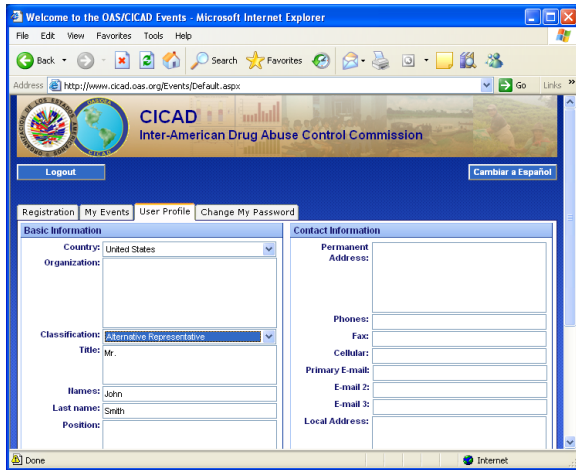 Welcome to the OAS/CICAD Events - Microsoft Internet Explorer
File Edit View Favorites Tools Help
Back Search Favorites
Address http://www.cicad.oas.org/Events/Default.aspx Go Links »
CICAD
Inter-American Drug Abuse Control Commission
Logout Cambiar a Español
Registration My Events User Profile Change My Password
Basic Information
Country: United States
Organization:
Classification: Alternative Representative
Title: Mr.
Names: John
Last name: Smith
Position:
Contact Information
Permanent
Address:
Phones:
Fax:
Cellular:
Primary E-mail:
E-mail 2:
E-mail 3:
Local Address:
Done Internet